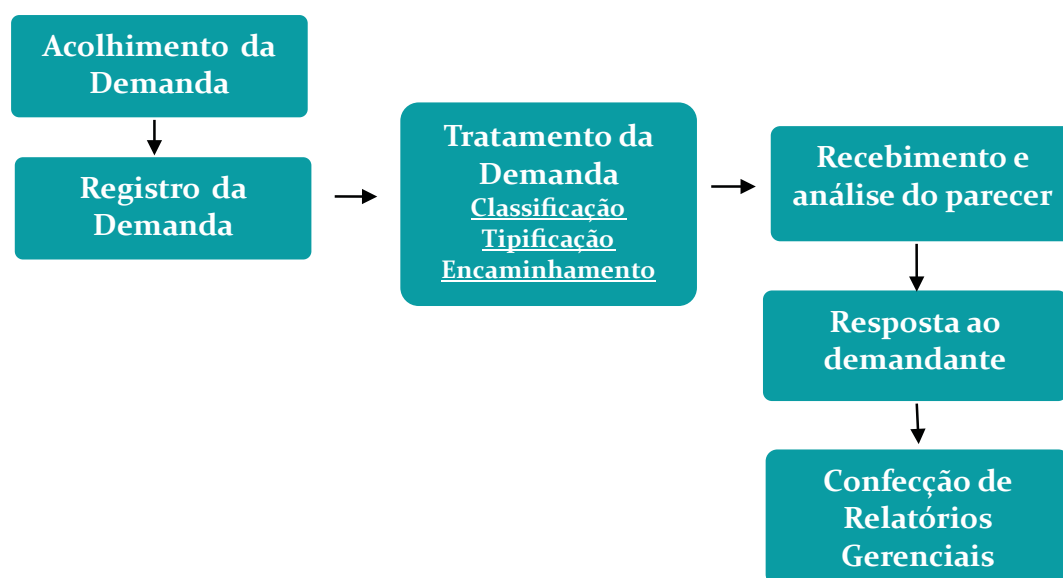 Acolhimento da
Demanda
Registro da
Demanda
Tratamento da
Demanda
Classificação
Tipificação
Encaminhamento
Recebimento e
análise do parecer
Resposta ao
demandante
Confecção de
Relatórios
Gerenciais